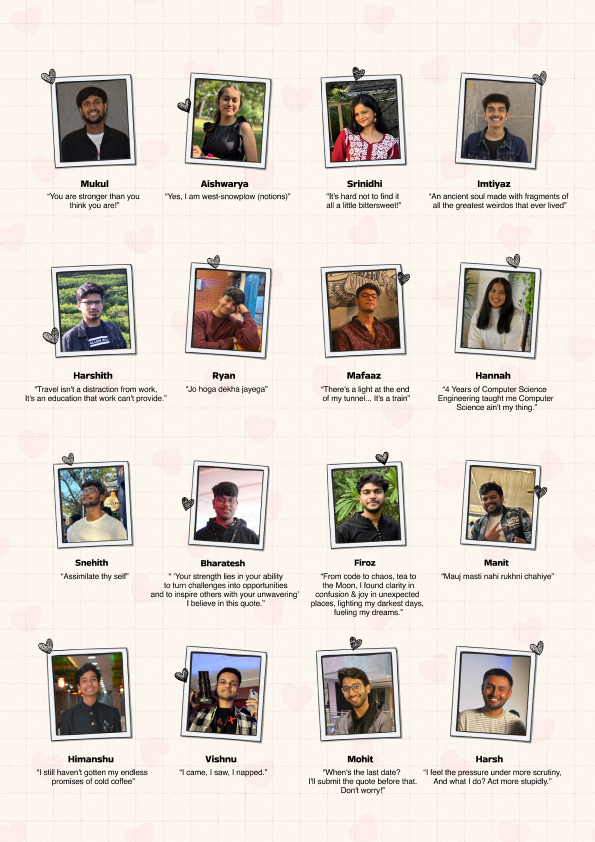 Mukul
“You are stronger than you
think you are!”
Aishwarya
“Yes, I am west-snowplow (notions)”
Srinidhi
“It's hard not to find it
all a little bittersweet!”
Imtiyaz
“An ancient soul made with fragments of
all the greatest weirdos that ever lived”
Harshith
“Travel isn't a distraction from work,
It's an education that work can't provide.”
Ryan
“Jo hoga dekha jayega”
Mafaaz
“There's a light at the end
of my tunnel... It's a train”
Hannah
“4 Years of Computer Science
Engineering taught me Computer
Science ain't my thing.”
Snehith
“Assimilate thy self”
Bharatesh
“ 'Your strength lies in your ability
to turn challenges into opportunities
and to inspire others with your unwavering'
I believe in this quote.”
Firoz
“From code to chaos, tea to
the Moon, I found clarity in
confusion & joy in unexpected
places, lighting my darkest days,
fueling my dreams.”
Manit
“Mauj masti nahi rukhni chahiye”
Himanshu
“I still haven't gotten my endless
promises of cold coffee”
Vishnu
“I came, I saw, I napped.”
Mohit
“When's the last date?
I'll submit the quote before that.
Don't worry!”
Harsh
“I feel the pressure under more scrutiny,
And what I do? Act more stupidly.”